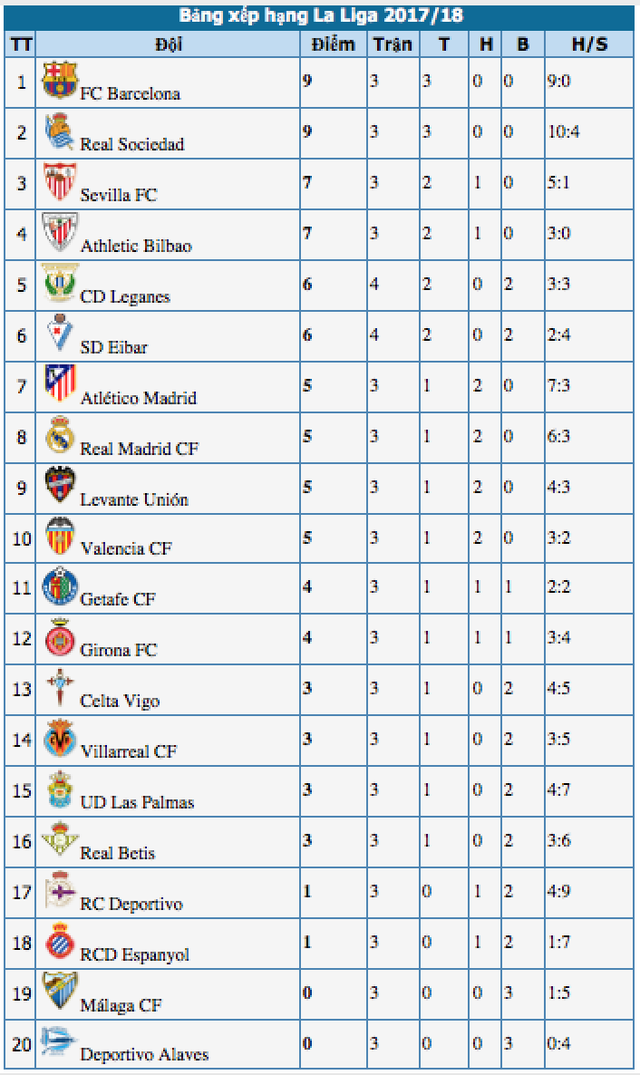 Bảng xếp hạng La Liga 2017/18
TT Đội Điểm Trận T H B H/S
1 FC Barcelona 9 3 3 0 0 9:0
2 Real Sociedad 9 3 3 0 0 10:4
3 Sevilla FC 7 3 2 1 0 5:1
4 Athletic Bilbao 7 3 2 1 0 3:0
5 CD Leganes 6 4 2 0 2 3:3
6 SD Eibar 6 4 2 0 2 2:4
7 Atlético Madrid 5 3 1 2 0 7:3
8 Real Madrid CF 5 3 1 2 0 6:3
9 Levante Unión 5 3 1 2 0 4:3
10 Valencia CF 5 3 1 2 0 3:2
11 Getafe CF 4 3 1 1 1 2:2
12 Girona FC 4 3 1 1 1 3:4
13 Celta Vigo 3 3 1 0 2 4:5
14 Villarreal CF 3 3 1 0 2 3:5
15 UD Las Palmas 3 3 1 0 2 4:7
16 Real Betis 3 3 1 0 2 3:6
17 RC Deportivo 1 3 0 1 2 4:9
18 RCD Espanyol 1 3 0 1 2 1:7
19 Málaga CF 0 3 0 0 3 1:5
20 Deportivo Alaves 0 3 0 0 3 0:4